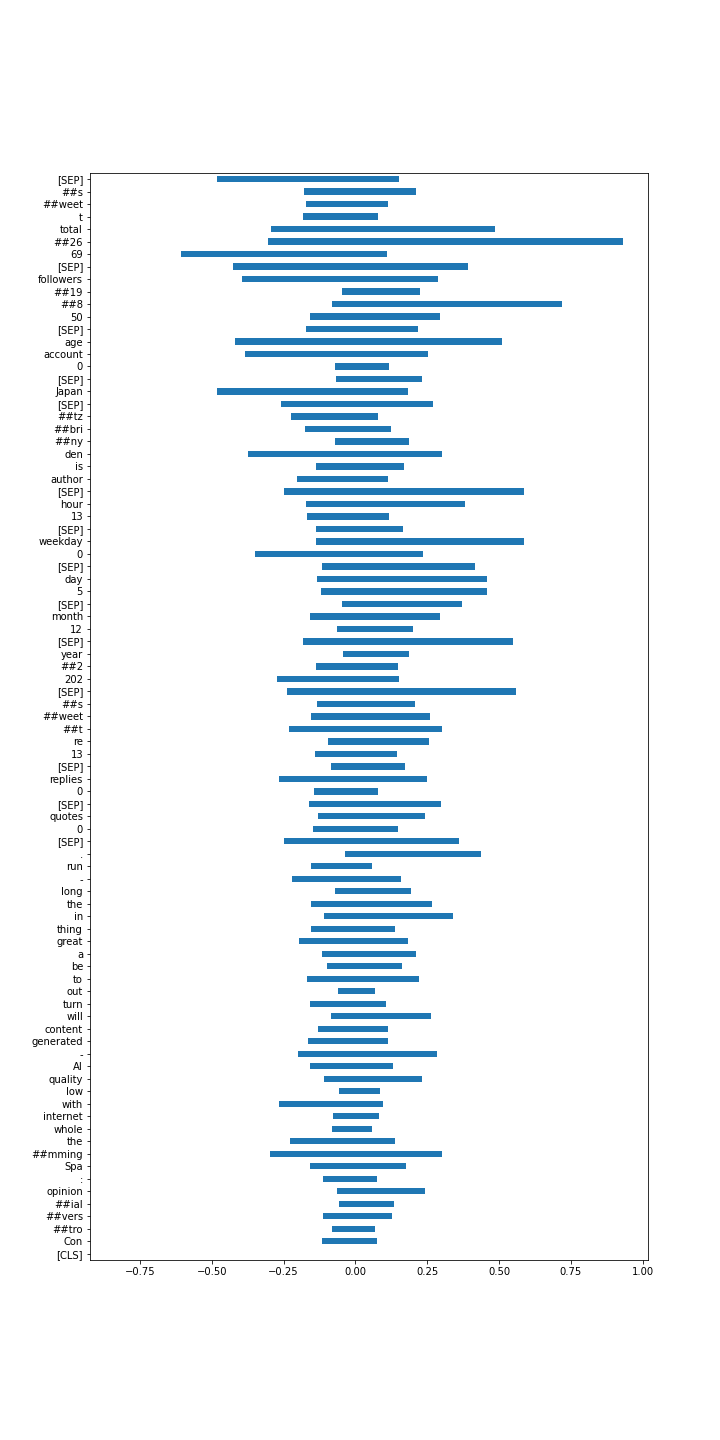 [SEP]
##s
##weet
t
total
##26
69
[SEP]
followers
##19
##8
50
[SEP]
age
account
0
[SEP]
Japan
[SEP]
##tz
##bri
##ny
den
is
author
[SEP]
hour
13
[SEP]
weekday
0
[SEP]
day
5
[SEP]
month
12
[SEP]
year
##2
202
[SEP]
##s
##weet
##t
re
13
[SEP]
replies
0
[SEP]
quotes
0
[SEP]
.
run
-
long
the
in
thing
great
a
be
to
out
turn
will
content
generated
-
AI
quality
low
with
internet
whole
the
##mming
Spa
:
opinion
##ial
##vers
##tro
Con
[CLS]
−0.75 −0.50 −0.25 0.00 0.25 0.50 0.75 1.00